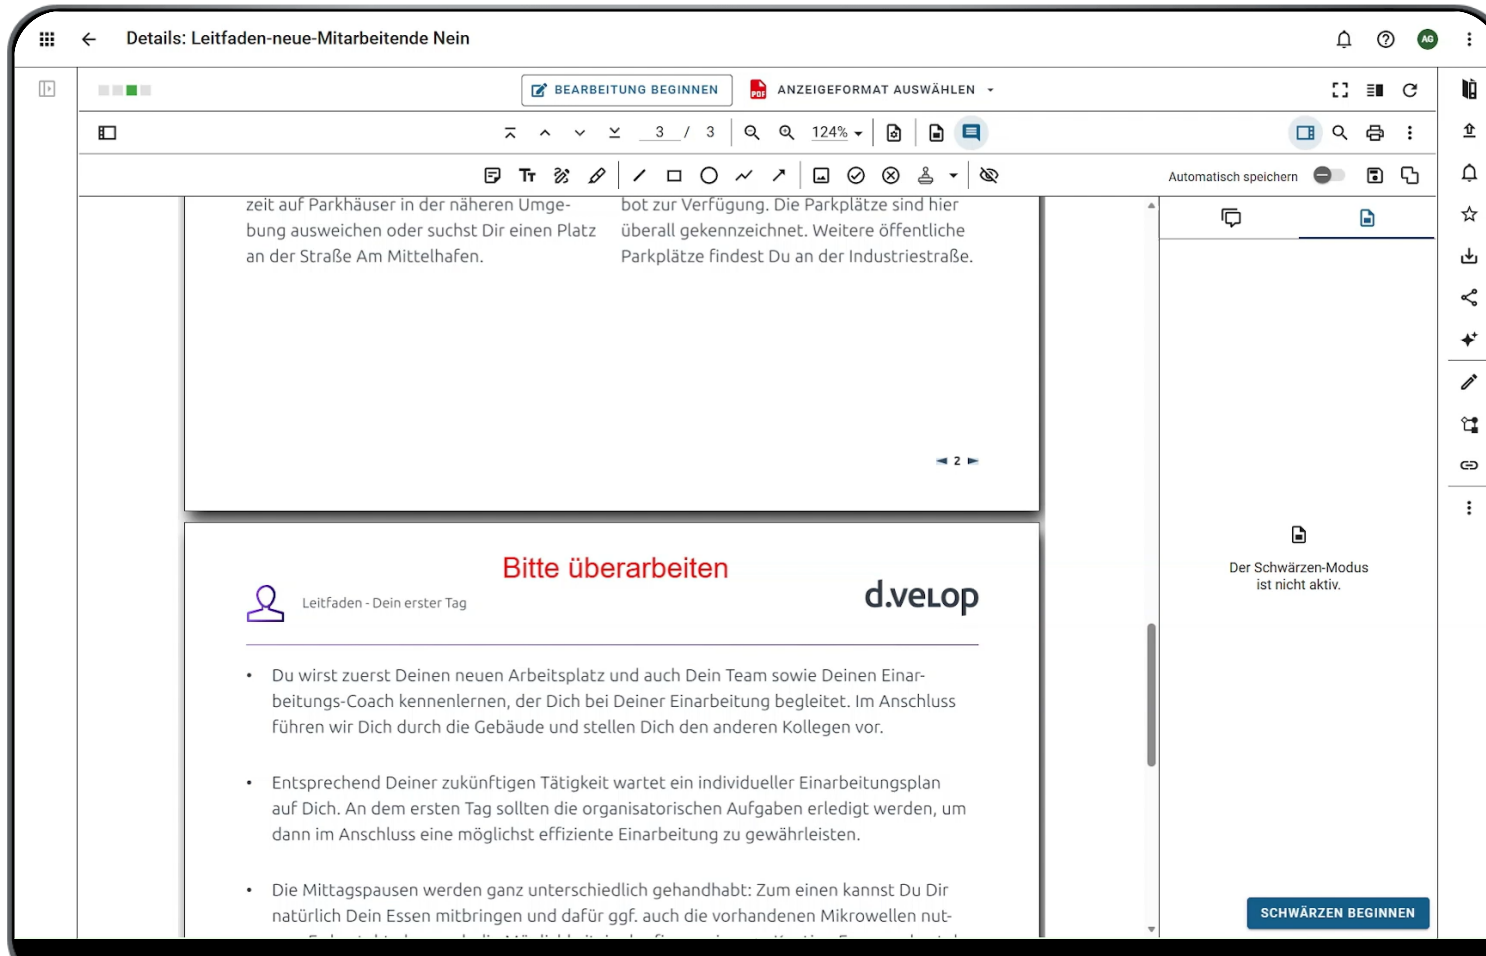 Details: Leitfaden-neue-Mitarbeitende Nein
AG
BEARBEITUNG BEGINNEN
PDF
ANZEIGEFORMAT AUSWÄHLEN
3 / 3
124%
Automatisch speichern
zeit auf Parkhäuser in der näheren Umge-
bung ausweichen oder suchst Dir einen Platz
an der Straße Am Mittelhafen.
bot zur Verfügung. Die Parkplätze sind hier
überall gekennzeichnet. Weitere öffentliche
Parkplätze findest Du an der Industriestraße.
2
Bitte überarbeiten
Leitfaden - Dein erster Tag
d.velop
• Du wirst zuerst Deinen neuen Arbeitsplatz und auch Dein Team sowie Deinen Einar-
beitungs-Coach kennenlernen, der Dich bei Deiner Einarbeitung begleitet. Im Anschluss
führen wir Dich durch die Gebäude und stellen Dich den anderen Kollegen vor.
• Entsprechend Deiner zukünftigen Tätigkeit wartet ein individueller Einarbeitungsplan
auf Dich. An dem ersten Tag sollten die organisatorischen Aufgaben erledigt werden, um
dann im Anschluss eine möglichst effiziente Einarbeitung zu gewährleisten.
• Die Mittagspausen werden ganz unterschiedlich gehandhabt: Zum einen kannst Du Dir
natürlich Dein Essen mitbringen und dafür ggf. auch die vorhandenen Mikrowellen nut-
Der Schwärzen-Modus
ist nicht aktiv.
SCHWÄRZEN BEGINNEN